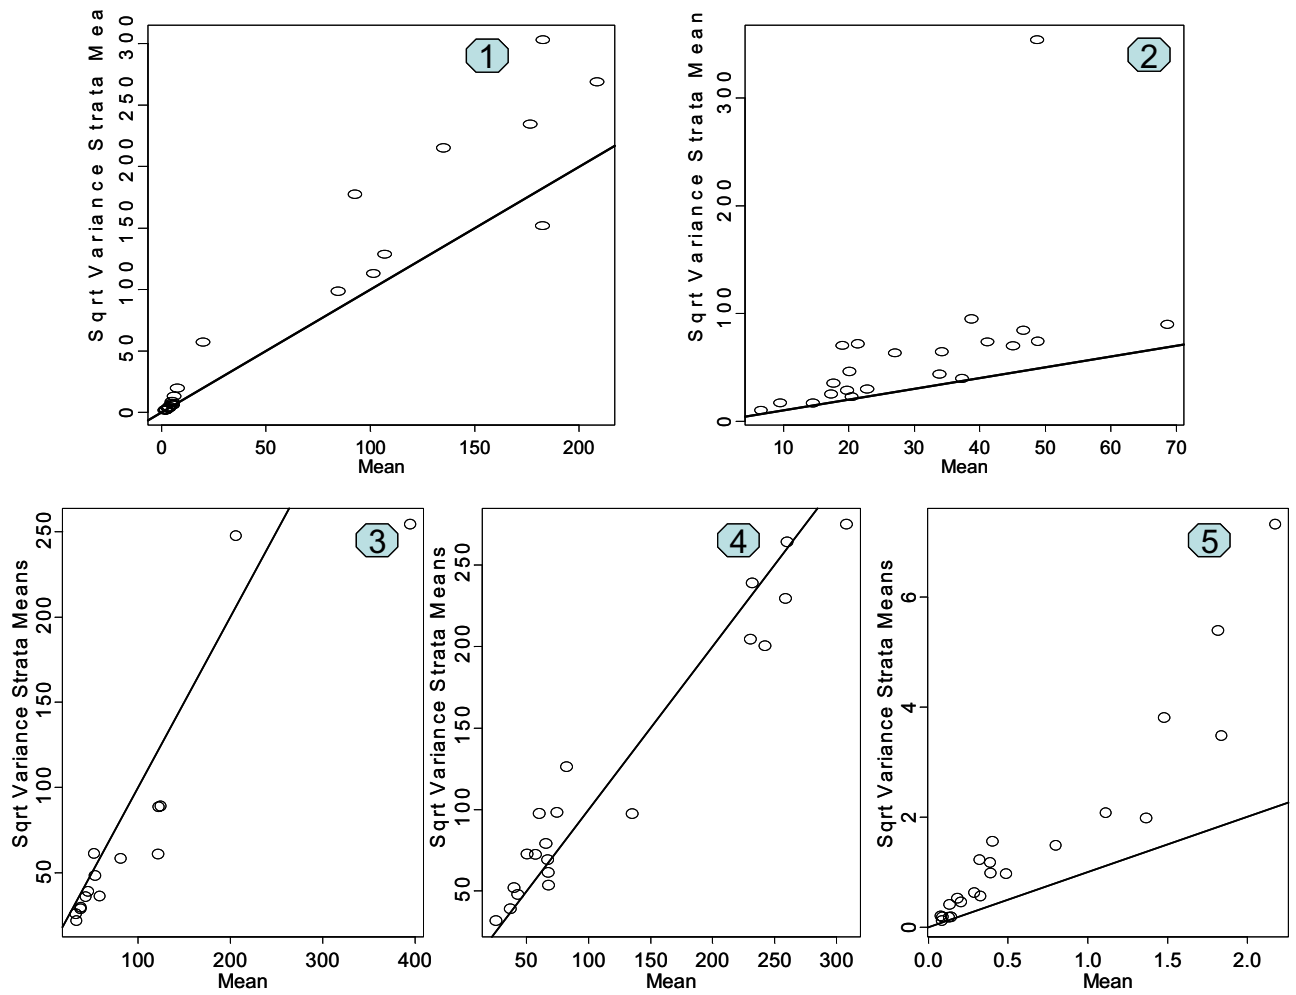 Sqrt Variance Strata Mea
0 50 100 150 200 250 300
1
0 50 100 150 200
Mean
Sqrt Variance Strata Mean
0 100 200 300
2
10 20 30 40 50 60 70
Mean
Sqrt Variance Strata Means
50 100 150 200 250
3
100 200 300 400
Mean
Sqrt Variance Strata Means
50 100 150 200 250
4
50 100 150 200 250 300
Mean
Sqrt Variance Strata Means
0 2 4 6
5
0.0 0.5 1.0 1.5 2.0
Mean